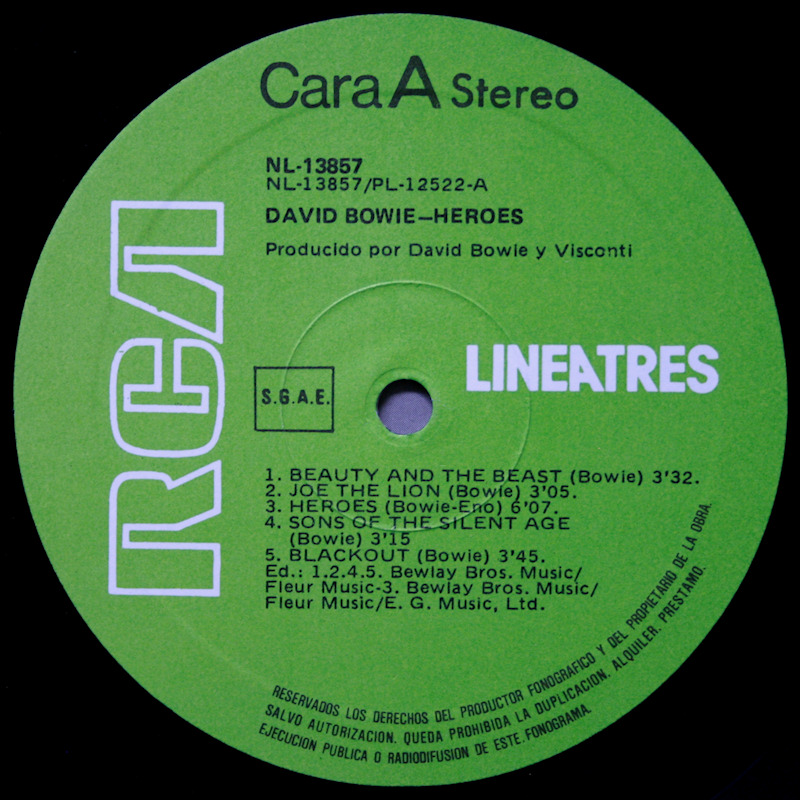 Cara A Stereo
NL-13857
NL-13857/PL-12522-A
DAVID BOWIE—HEROES
Producido por David Bowie y Visconti
RCA
LINEATRES
S.G.A.E.
1. BEAUTY AND THE BEAST (Bowie) 3'32.
2. JOE THE LION (Bowie) 3'05.
3. HEROES (Bowie-Eno) 6'07.
4. SONS OF THE SILENT AGE
(Bowie) 3'15
5. BLACKOUT (Bowie) 3'45.
Ed.: 1.2.4.5. Bewlay Bros. Music/
Fleur Music-3. Bewlay Bros. Music/
Fleur Music/E. G. Music, Ltd.
RESERVADOS LOS DERECHOS DEL PRODUCTOR FONOGRAFICO Y DEL PROPIETARIO DE LA OBRA.
SALVO AUTORIZACION. QUEDA PROHIBIDA LA DUPLICACION. ALQUILER. PRESTAMO.
EJECUCION PUBLICA O RADIODIFUSION DE ESTE FONOGRAMA.